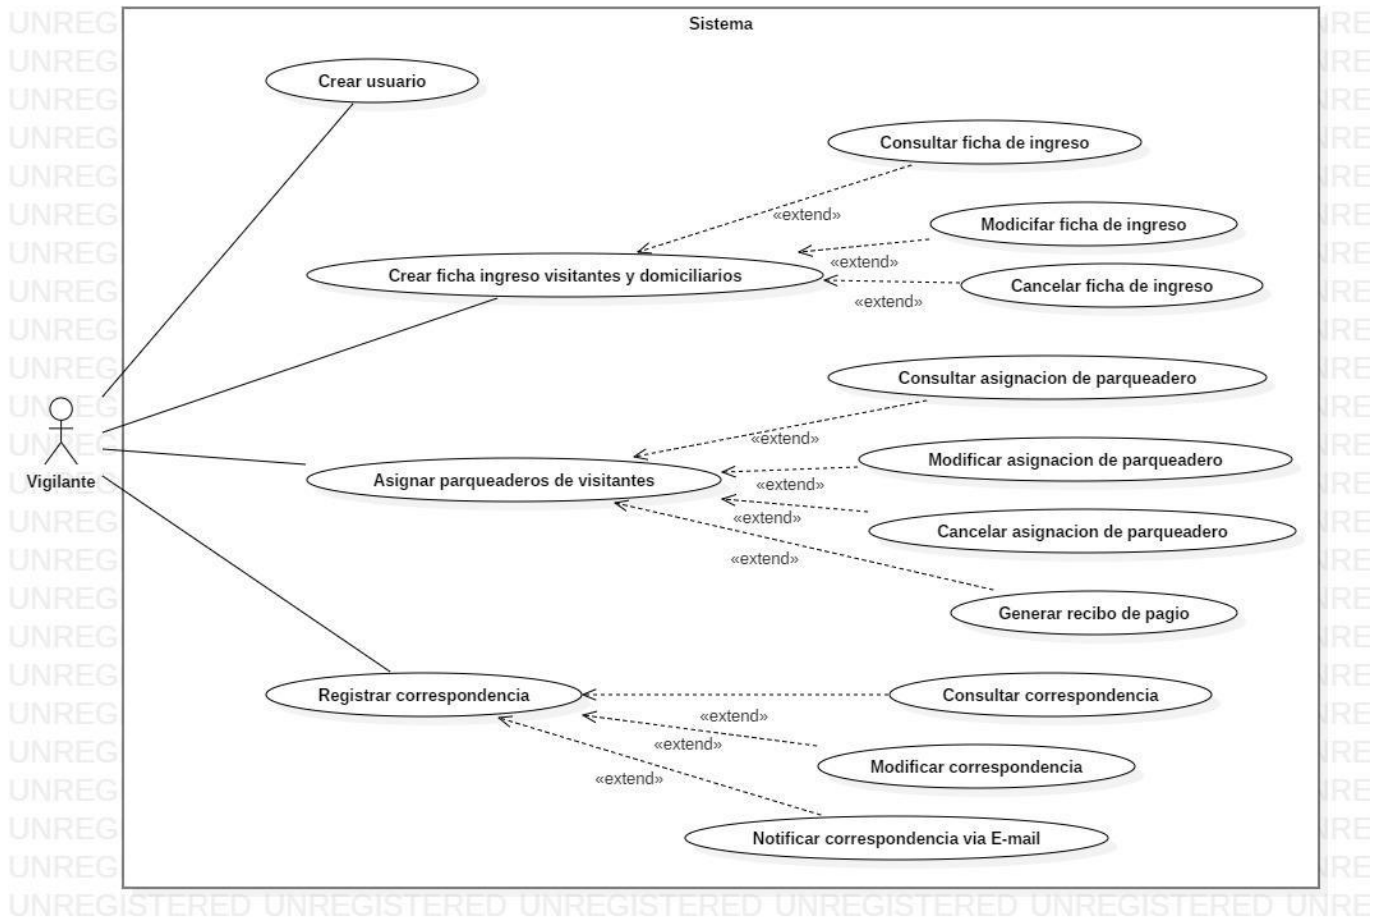 Sistema
Crear usuario
Consultar ficha de ingreso
«extend»
Modicifar ficha de ingreso
«extend»
Crear ficha ingreso visitantes y domiciliarios
Cancelar ficha de ingreso
«extend»
Consultar asignacion de parqueadero
«extend»
Modificar asignacion de parqueadero
Vigilante
Asignar parqueaderos de visitantes
«extend»
«extend»
Cancelar asignacion de parqueadero
«extend»
Generar recibo de pagio
Registrar correspondencia
Consultar correspondencia
«extend»
«extend»
Modificar correspondencia
«extend»
Notificar correspondencia via E-mail
UNREGISTERED UNREGISTERED UNREGISTERED UNREGISTERED UNRE